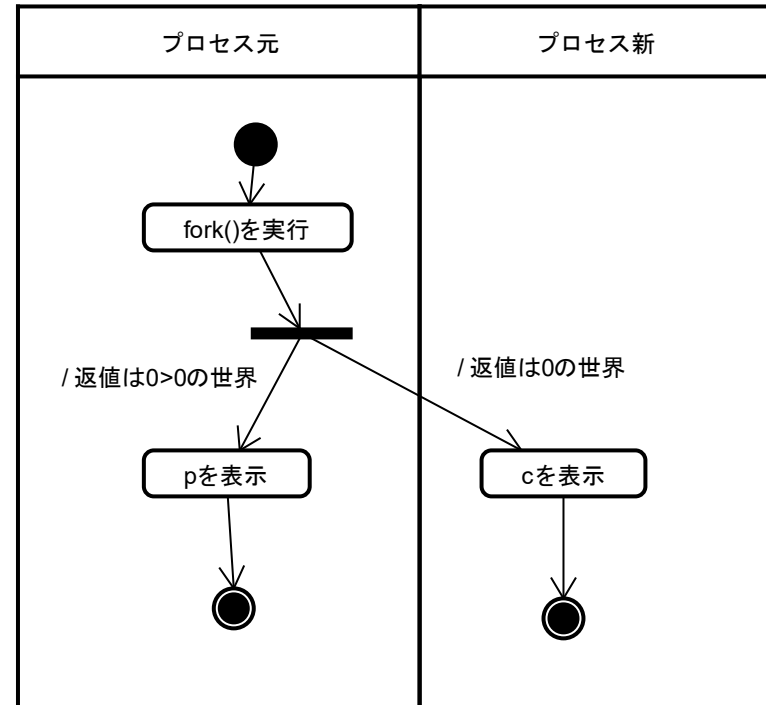 プロセス元
プロセス新
fork()を実行
/ 返値は0>0の世界
/ 返値は0の世界
pを表示
cを表示